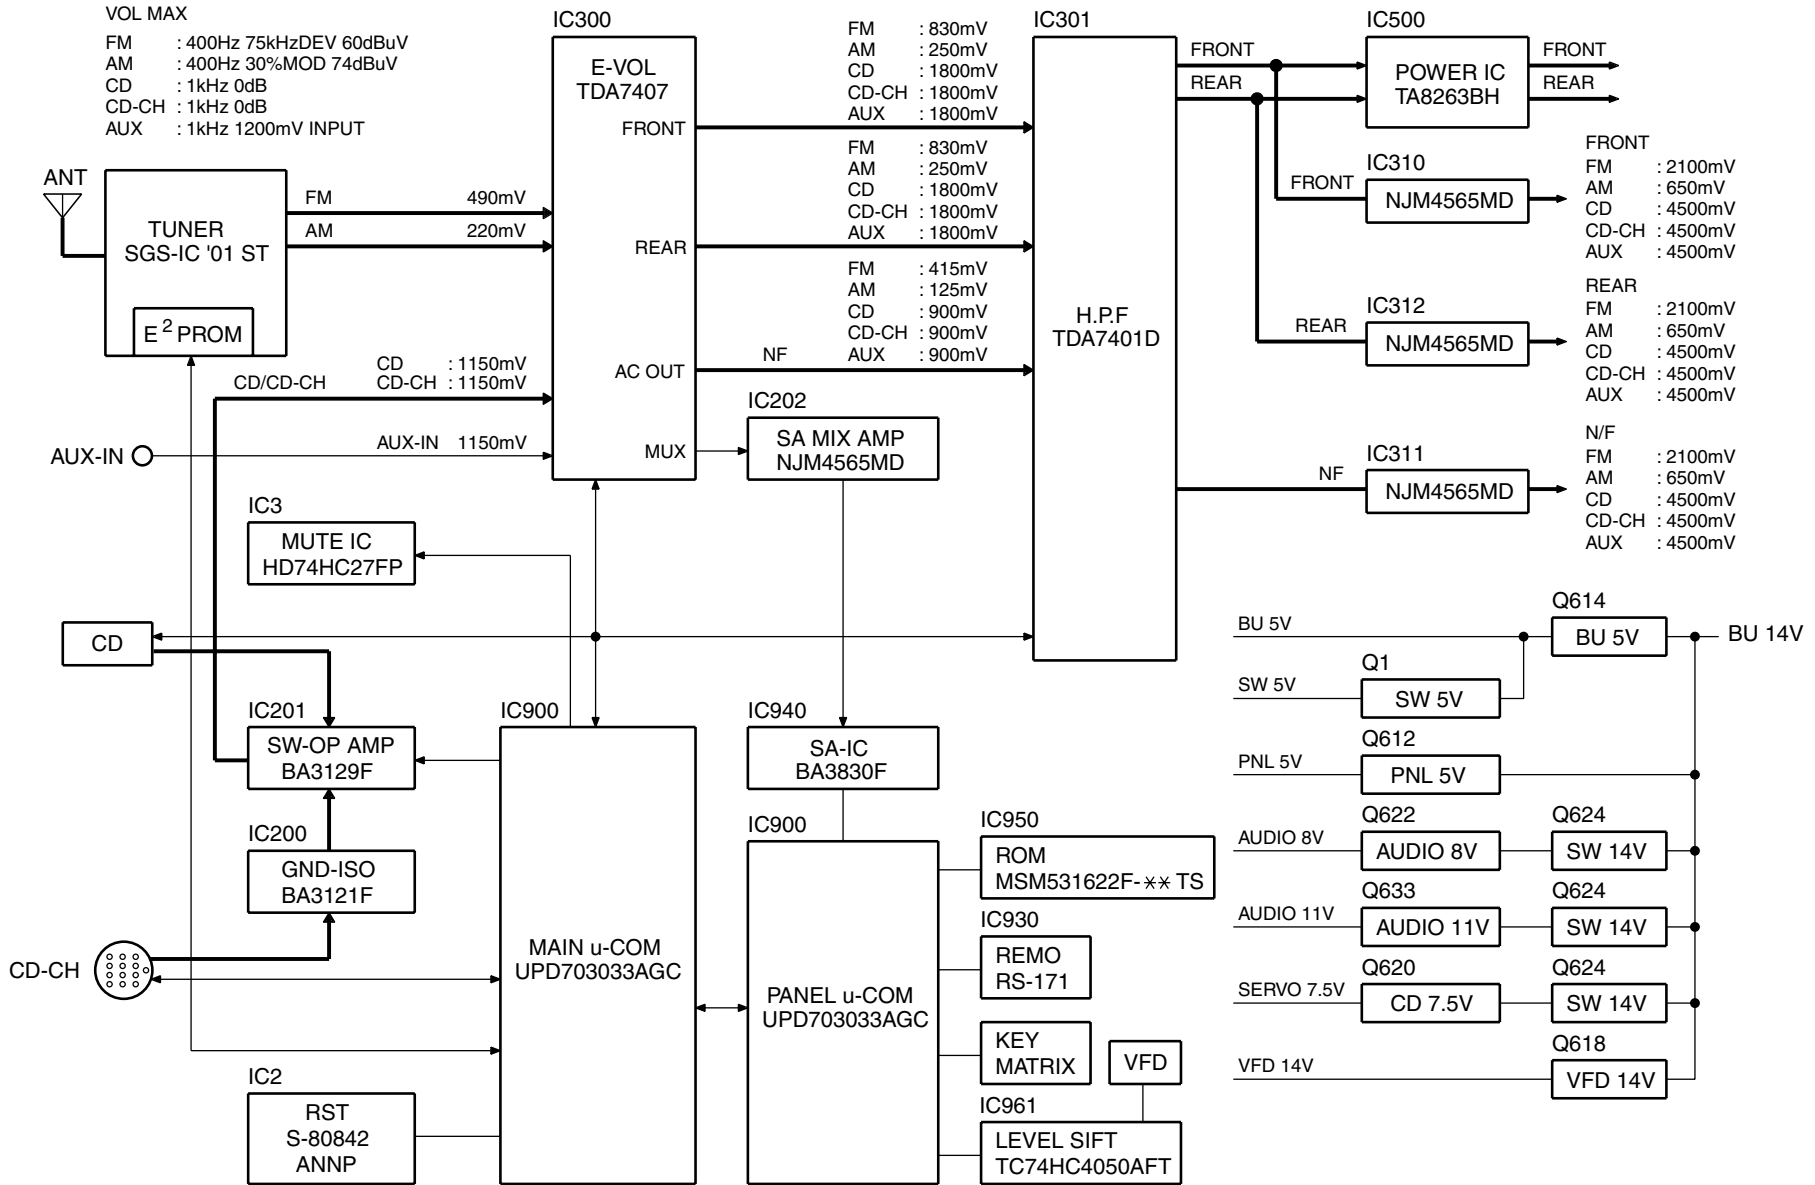 VOL MAX
FM : 400Hz 75kHzDEV 60dBuV
AM : 400Hz 30%MOD 74dBuV
CD : 1kHz 0dB
CD-CH : 1kHz 0dB
AUX : 1kHz 1200mV INPUT
ANT
TUNER
SGS-IC '01 ST
E2 PROM
FM 490mV
AM 220mV
CD : 1150mV
CD/CD-CH CD-CH : 1150mV
AUX-IN
AUX-IN 1150mV
IC300
E-VOL
TDA7407
FRONT
REAR
AC OUT
MUX
FM : 830mV
AM : 250mV
CD : 1800mV
CD-CH : 1800mV
AUX : 1800mV
FM : 830mV
AM : 250mV
CD : 1800mV
CD-CH : 1800mV
AUX : 1800mV
FM : 415mV
AM : 125mV
CD : 900mV
CD-CH : 900mV
AUX : 900mV
NF
IC202
SA MIX AMP
NJM4565MD
IC301
H.P.F
TDA7401D
FRONT
REAR
IC500
POWER IC
TA8263BH
FRONT
REAR
FRONT
IC310
NJM4565MD
FRONT
FM : 2100mV
AM : 650mV
CD : 4500mV
CD-CH : 4500mV
AUX : 4500mV
REAR
IC312
NJM4565MD
REAR
FM : 2100mV
AM : 650mV
CD : 4500mV
CD-CH : 4500mV
AUX : 4500mV
NF
IC311
NJM4565MD
N/F
FM : 2100mV
AM : 650mV
CD : 4500mV
CD-CH : 4500mV
AUX : 4500mV
IC3
MUTE IC
HD74HC27FP
CD
IC201
SW-OP AMP
BA3129F
IC200
GND-ISO
BA3121F
CD-CH
IC2
RST
S-80842
ANNP
IC900
MAIN u-COM
UPD703033AGC
IC940
SA-IC
BA3830F
IC900
PANEL u-COM
UPD703033AGC
IC950
ROM
MSM531622F-** TS
IC930
REMO
RS-171
KEY
MATRIX
VFD
IC961
LEVEL SIFT
TC74HC4050AFT
BU 5V
Q614
BU 5V
BU 14V
SW 5V
Q1
SW 5V
PNL 5V
Q612
PNL 5V
AUDIO 8V
Q622
AUDIO 8V
Q624
SW 14V
AUDIO 11V
Q633
AUDIO 11V
Q624
SW 14V
SERVO 7.5V
Q620
CD 7.5V
Q624
SW 14V
VFD 14V
Q618
VFD 14V